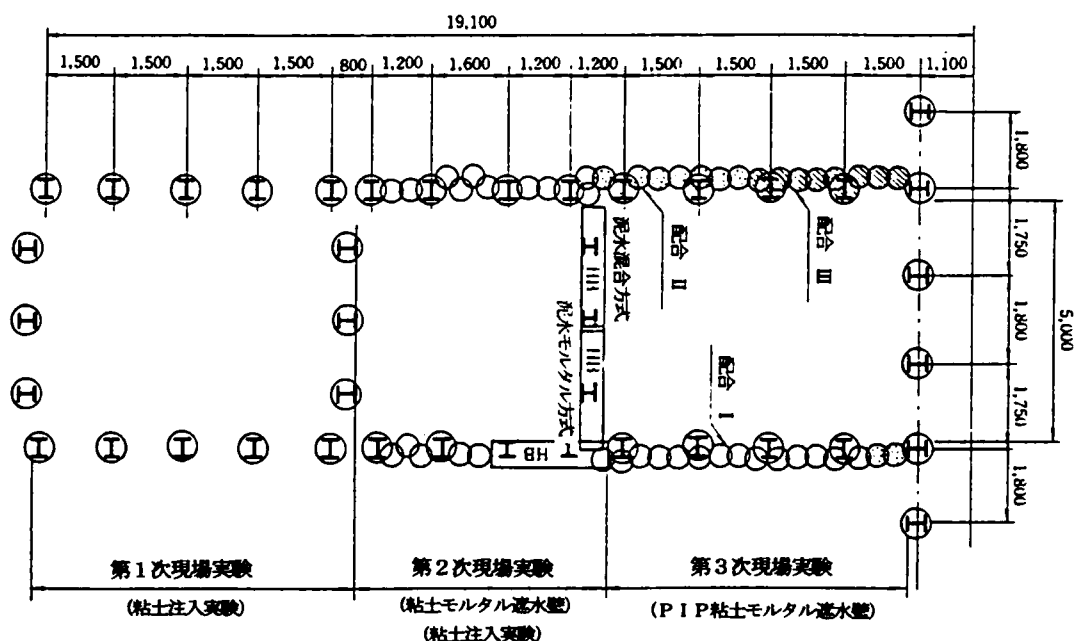 19,100
1,500 1,500 1,500 1,500 800 1,200 1,600 1,200 1,200 1,500 1,500 1,500 1,500 1,100
1,800
1,750
1,800
1,750
1,800
5,000
泥水混合方式
泥水モルタル方式
配合 II
配合 III
配合 I
HB
HB
HB
第1次現場実験
(粘土注入実験)
第2次現場実験
(粘土モルタル遮水壁)
(粘土注入実験)
第3次現場実験
(PIP粘土モルタル遮水壁)